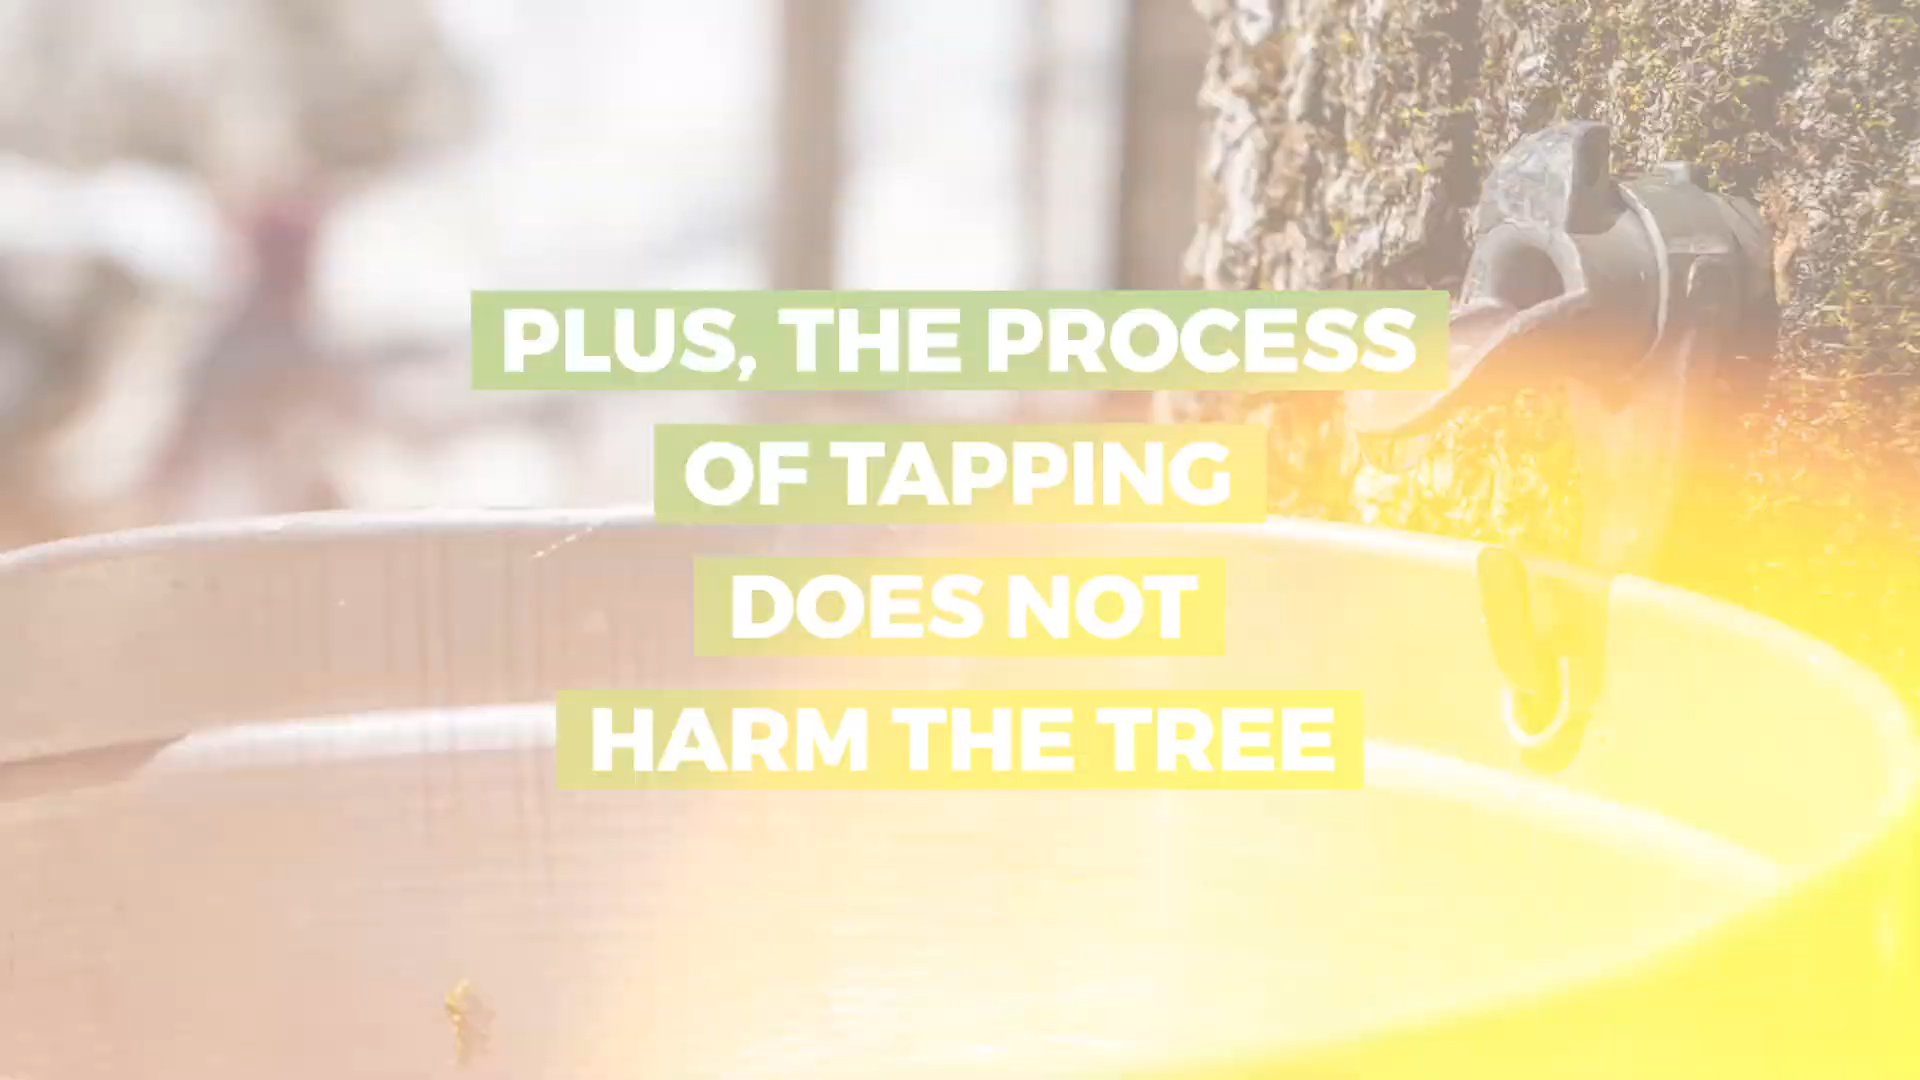 PLUS, THE PROCESS
OF TAPPING
DOES NOT
HARM THE TREE